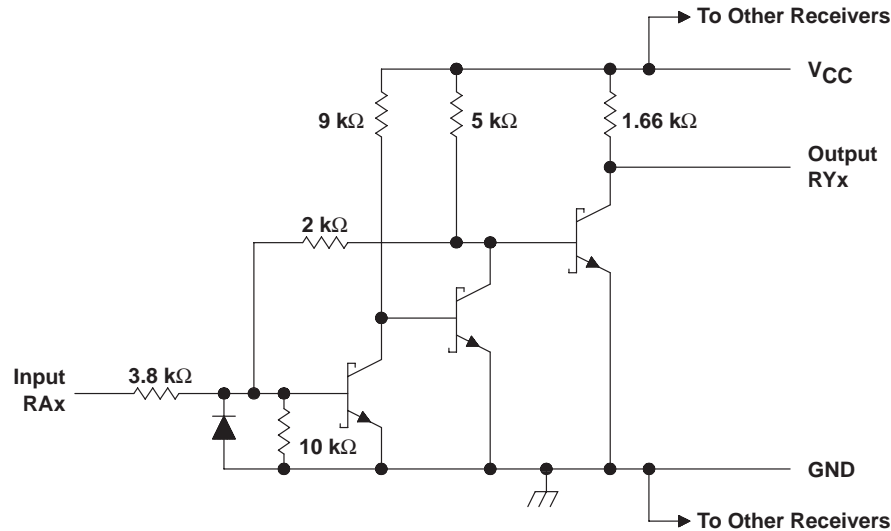 To Other Receivers
VCC
9 kΩ
5 kΩ
1.66 kΩ
Output
RYx
2 kΩ
Input
RAx
3.8 kΩ
10 kΩ
GND
To Other Receivers